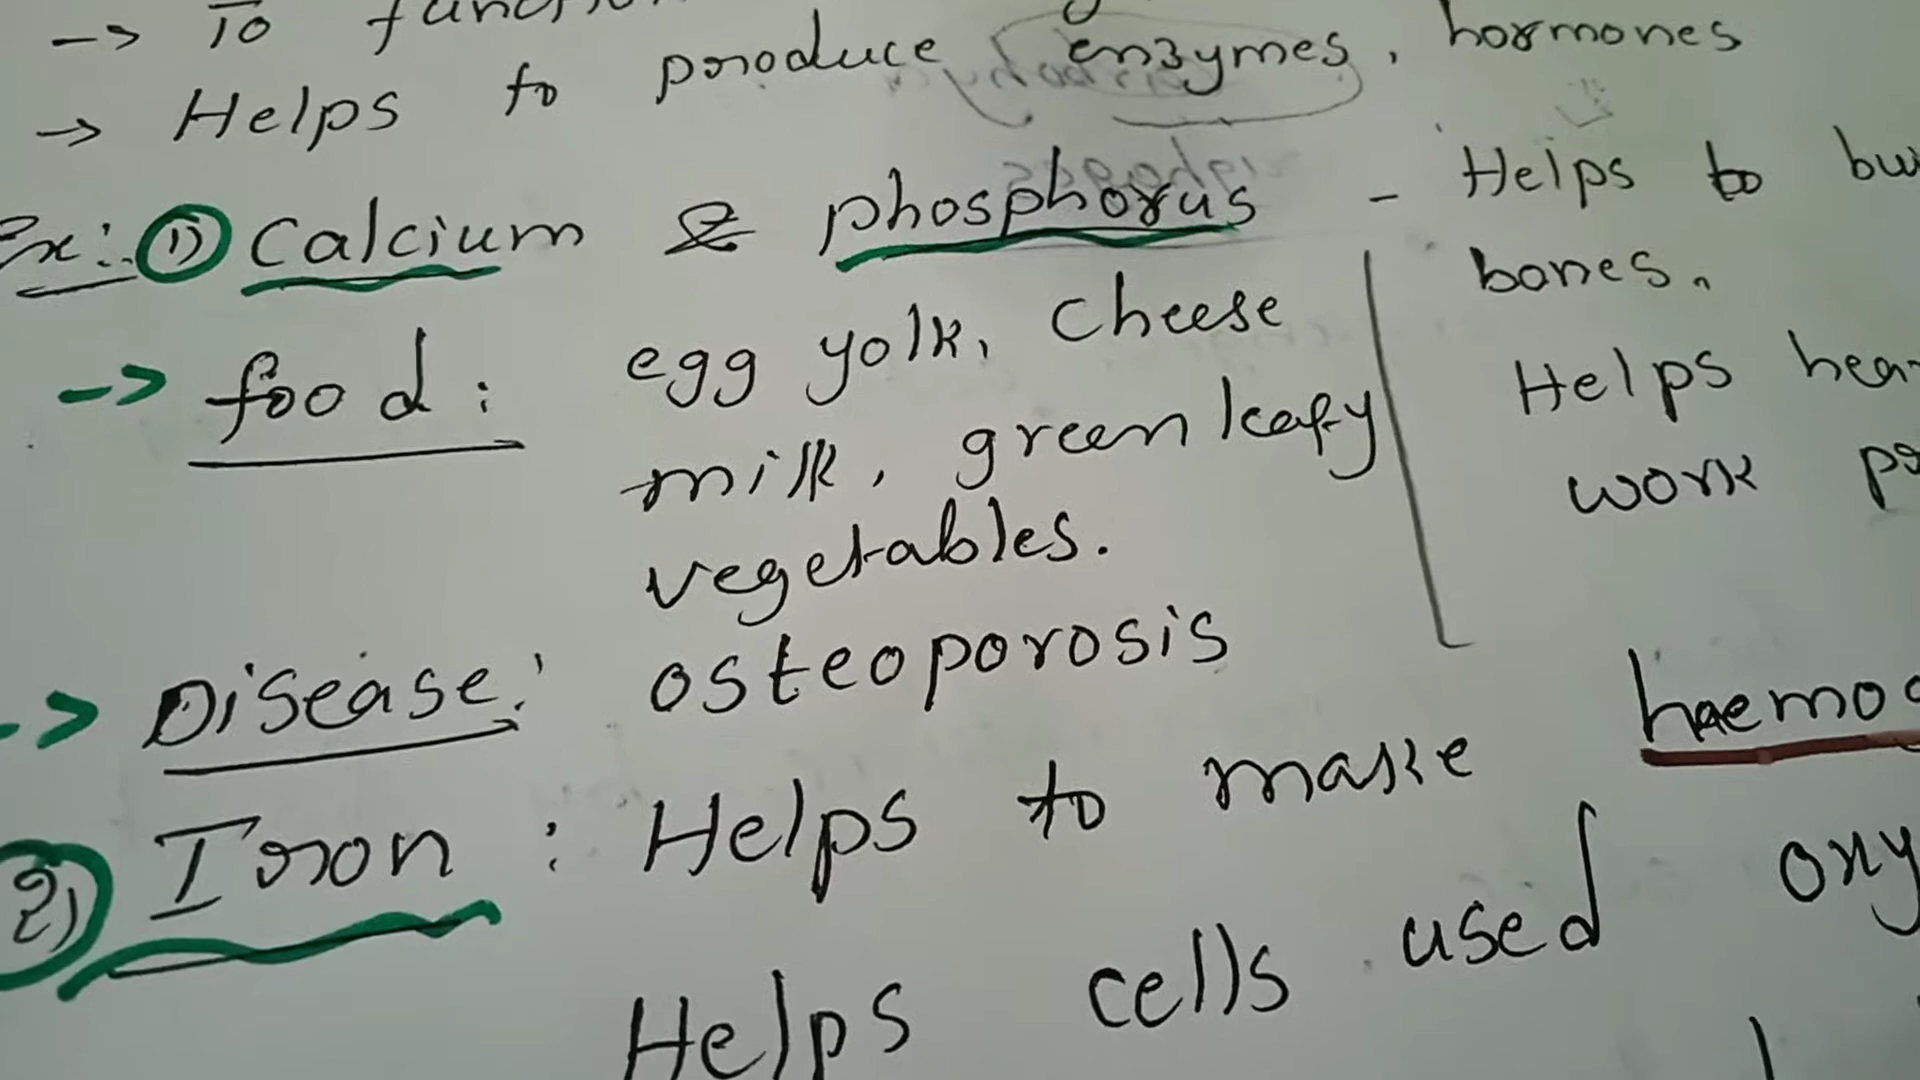 -> To
-> Helps to produce enzymes, hormones
Ex: 1) Calcium & phosphorus - Helps to
bones.
-> food: egg yolk, cheese
milk, green leafy
vegetables.
Helps
work
-> Disease: osteoporosis
2) Iron : Helps to make
Helps cells used